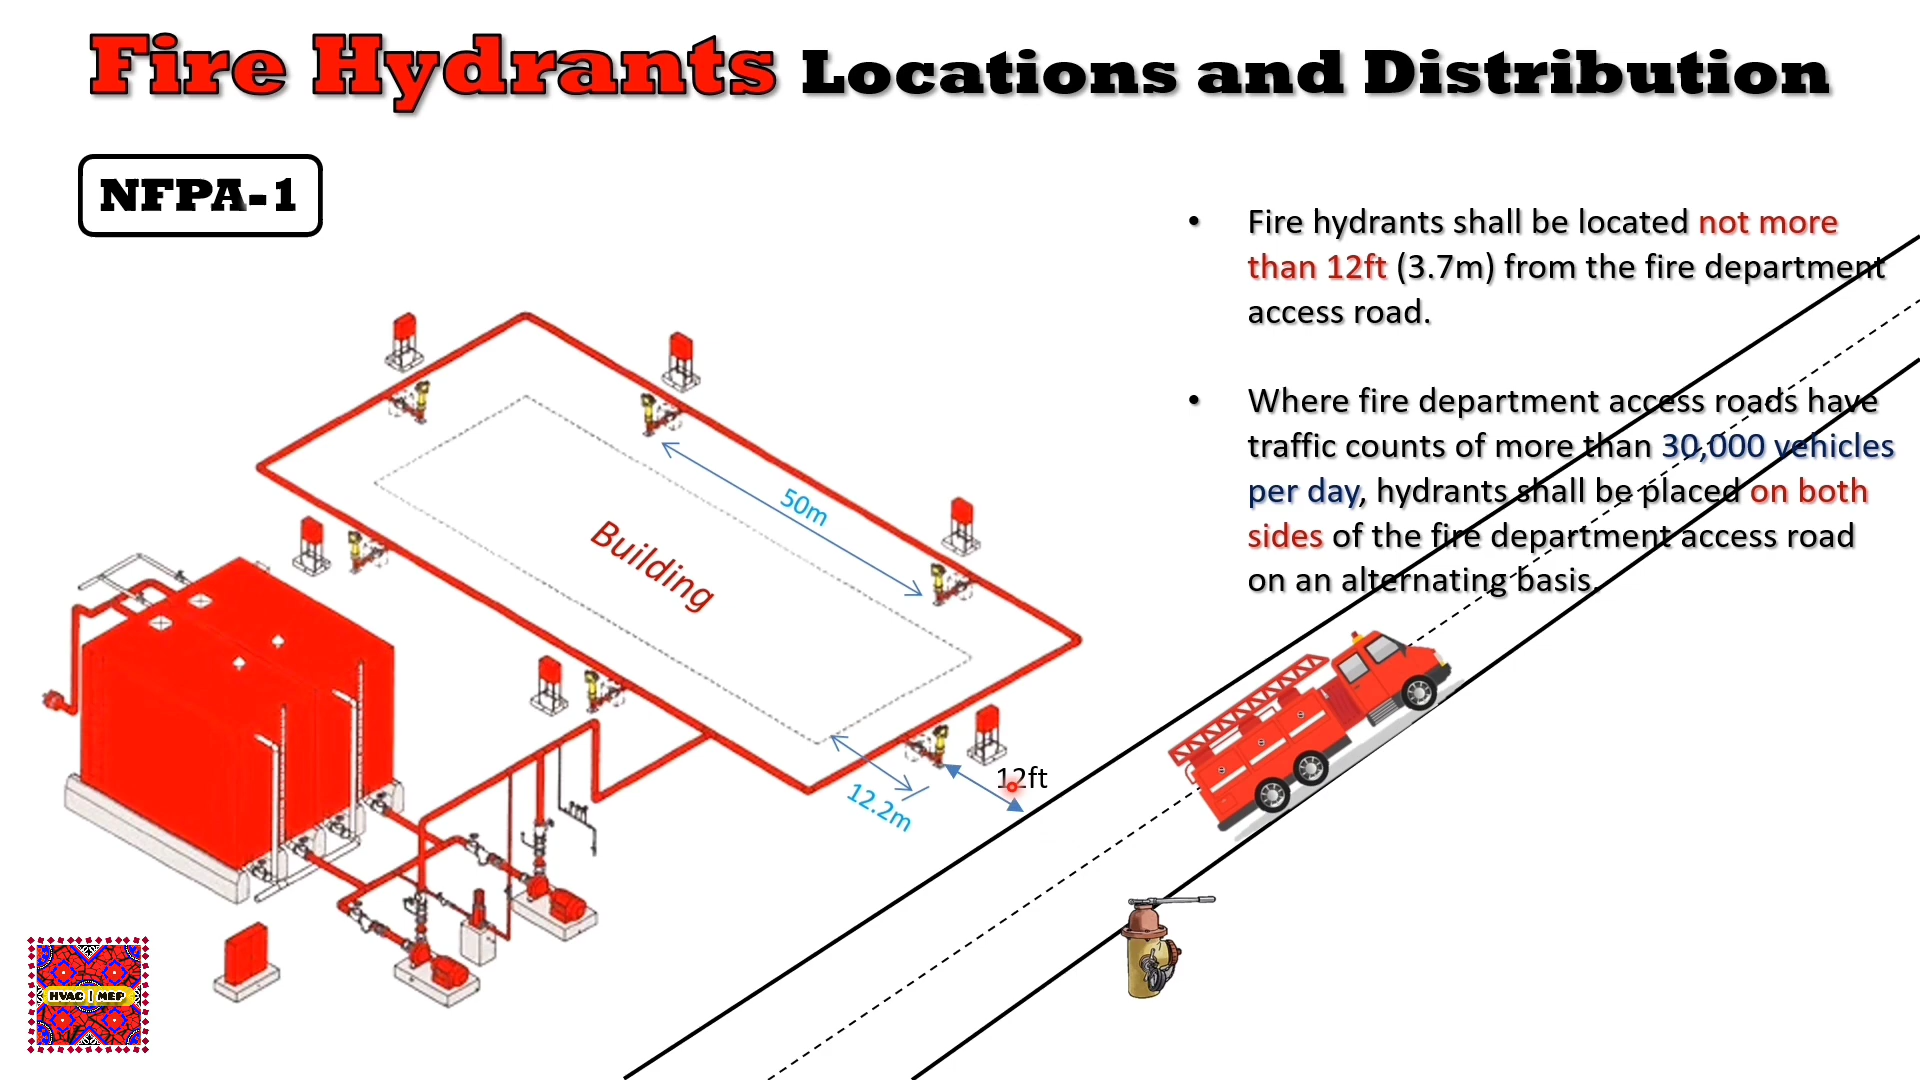 Fire Hydrants Locations and Distribution
NFPA-1
• Fire hydrants shall be located not more
than 12ft (3.7m) from the fire department
access road.
• Where fire department access roads have
traffic counts of more than 30,000 vehicles
per day, hydrants shall be placed on both
sides of the fire department access road
on an alternating basis.
50m
Building
12ft
12.2m
HVAC | MEP